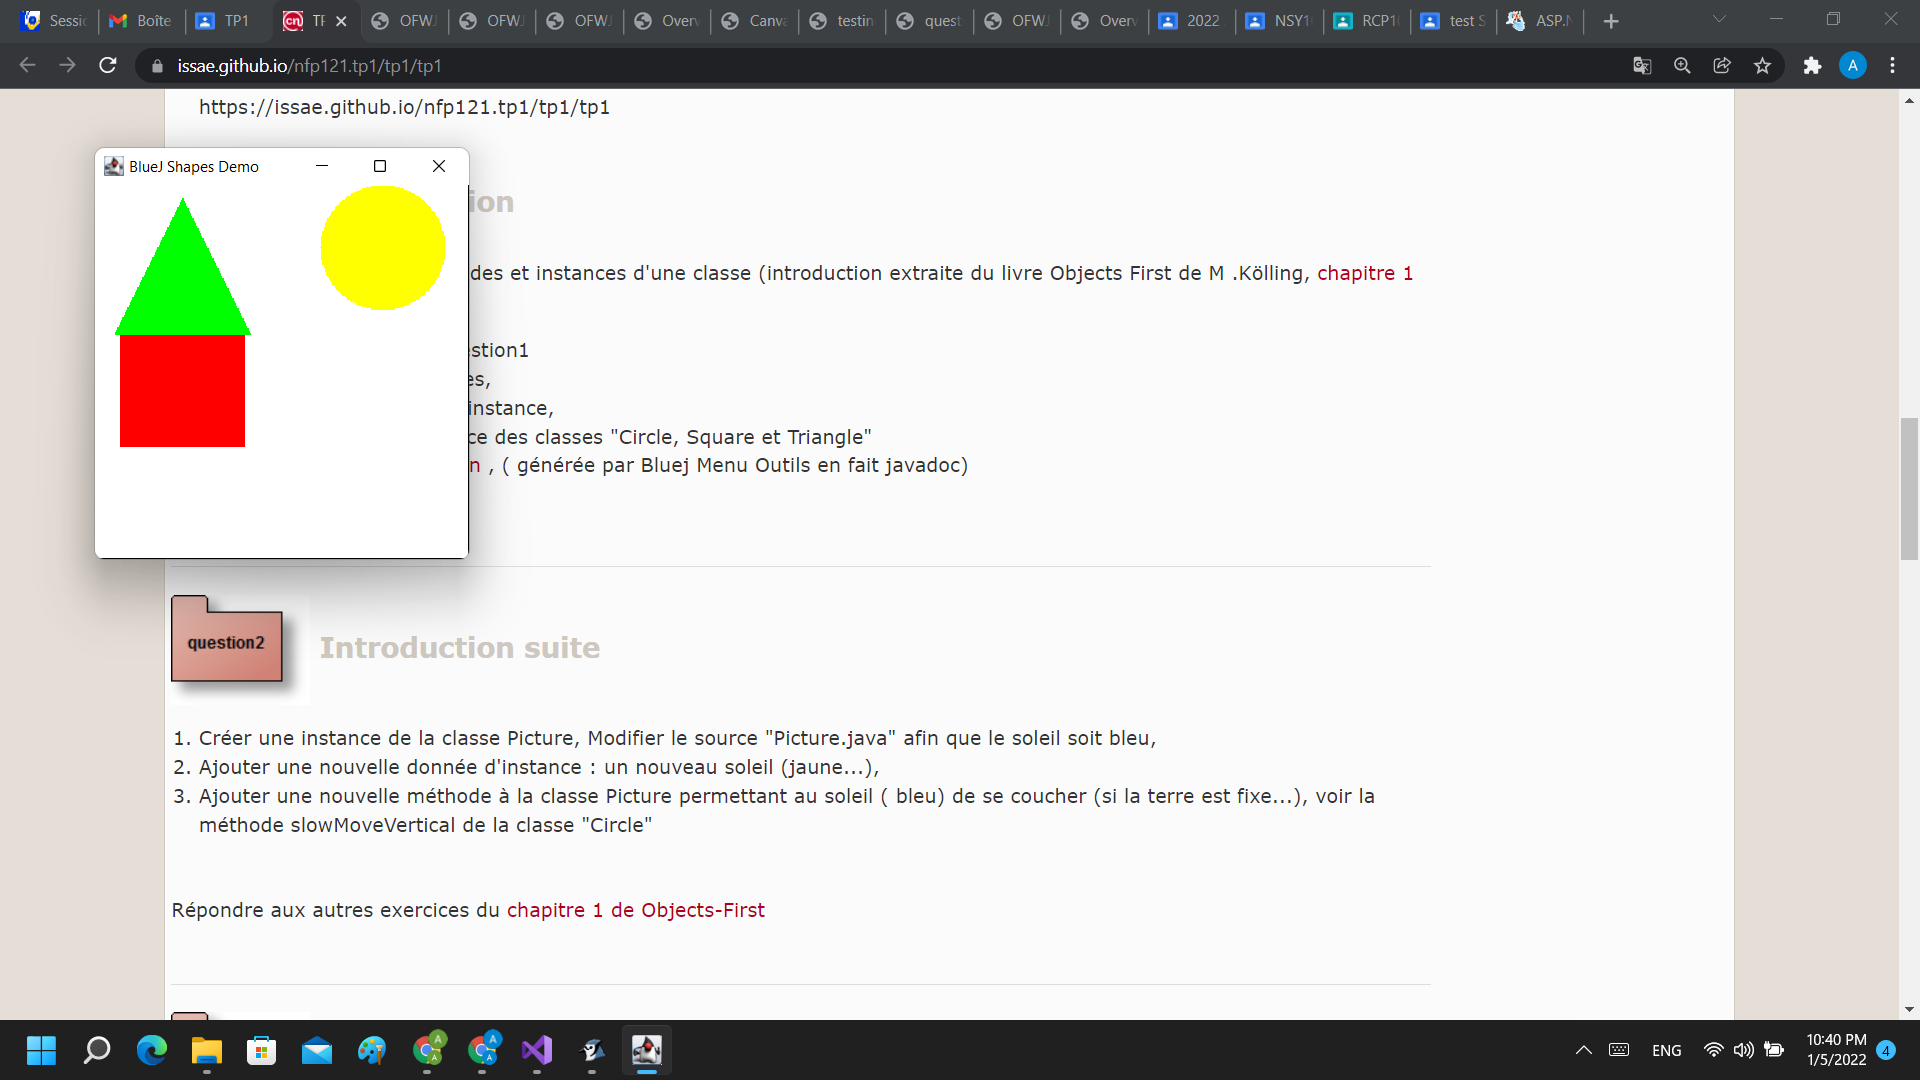 Sessi
Boîte
TP1
TF
OFW
OFW
OFW
Overv
Canva
testin
quest
OFW
Overv
2022
NSY1
RCP1
test S
ASP.N
issae.github.io/nfp121.tp1/tp1/tp1
A
https://issae.github.io/nfp121.tp1/tp1/tp1
BlueJ Shapes Demo
ion
des et instances d'une classe (introduction extraite du livre Objects First de M .Kölling, chapitre 1
estion1
es,
instance,
ce des classes "Circle, Square et Triangle"
n , ( générée par Bluej Menu Outils en fait javadoc)
question2
Introduction suite
1. Créer une instance de la classe Picture, Modifier le source "Picture.java" afin que le soleil soit bleu,
2. Ajouter une nouvelle donnée d'instance : un nouveau soleil (jaune...),
3. Ajouter une nouvelle méthode à la classe Picture permettant au soleil ( bleu) de se coucher (si la terre est fixe...), voir la
méthode slowMoveVertical de la classe "Circle"
Répondre aux autres exercices du chapitre 1 de Objects-First
ENG
10:40 PM
1/5/2022
4